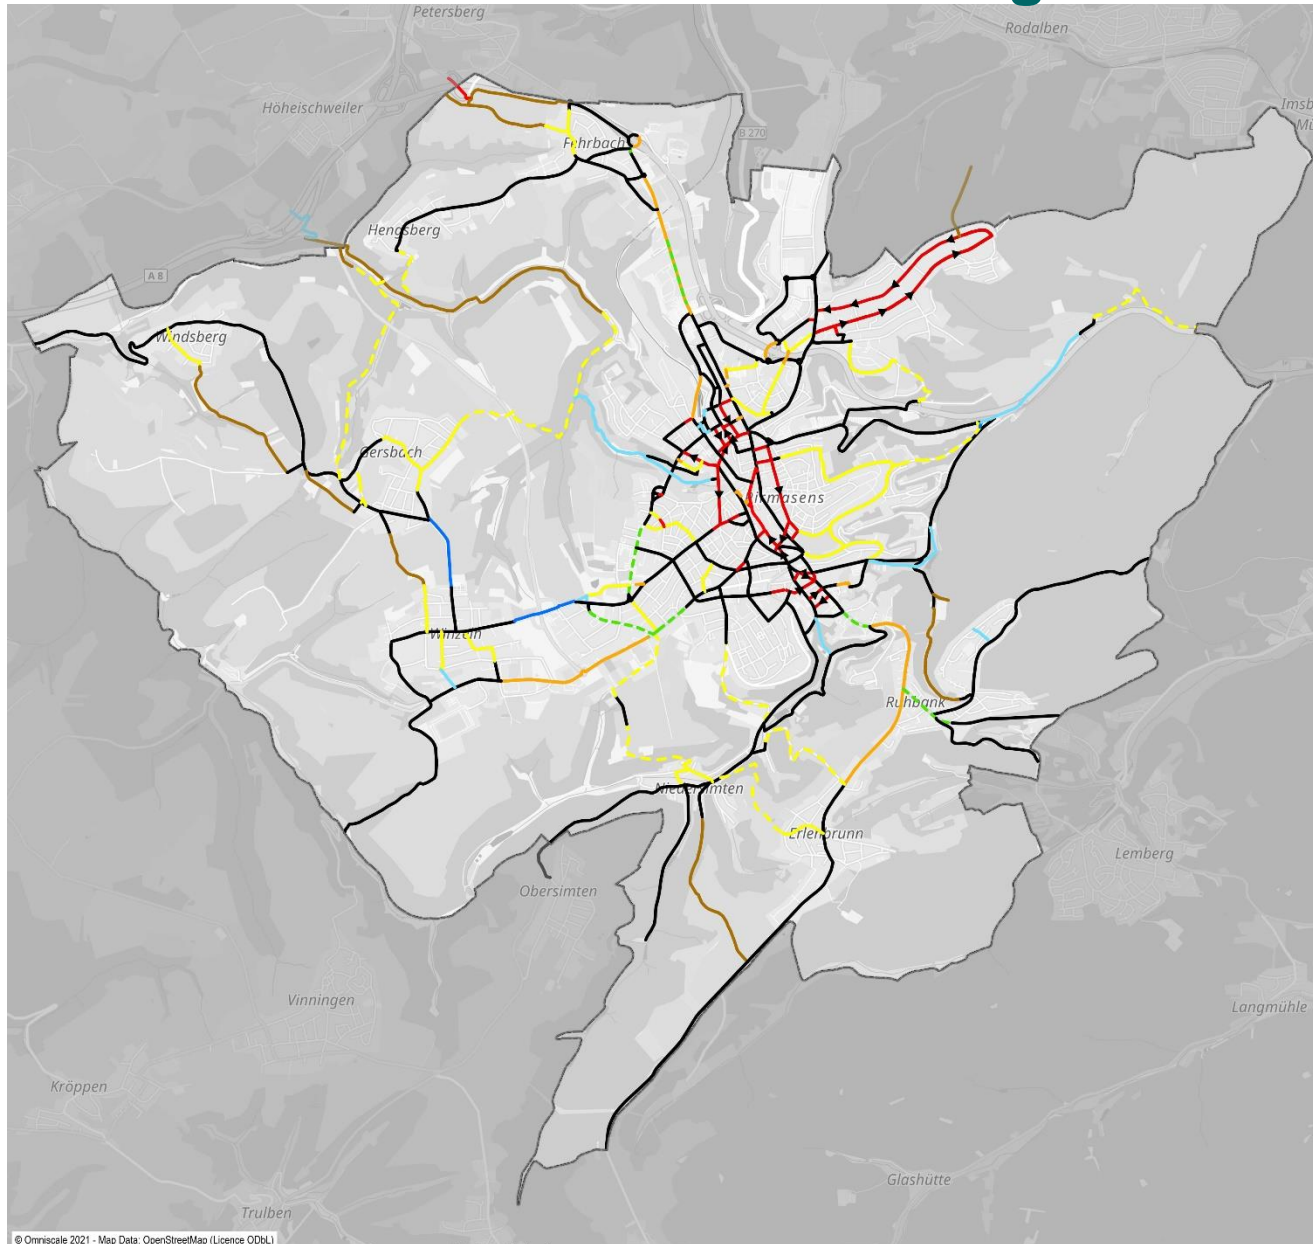 Petersberg
Rodalben
Höheischweiler
B 270
Fehrbach
Hengsberg
A 8
Windsberg
Gersbach
Pirmasens
Winzeln
Ruhbank
Niedersimten
Erlenbrunn
Lemberg
Obersimten
Vinningen
Langmühle
Kröppen
Glashütte
Trulben
© Omniscale 2021 - Map Data: OpenStreetMap (Licence ODbL)